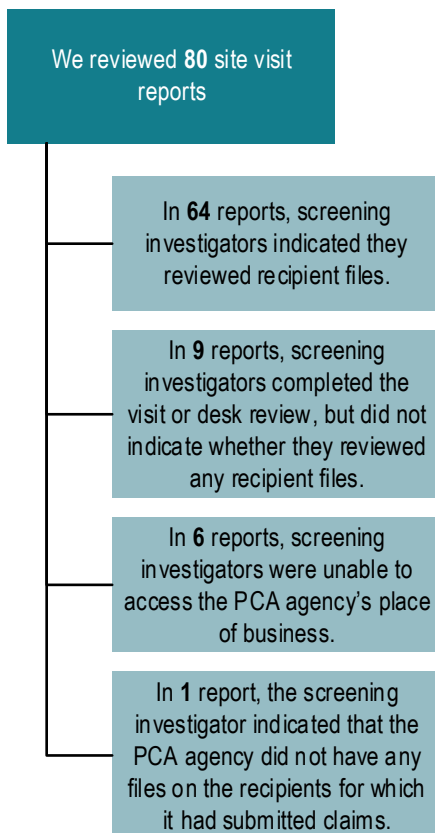 We reviewed 80 site visit
reports
In 64 reports, screening
investigators indicated they
reviewed recipient files.
In 9 reports, screening
investigators completed the
visit or desk review, but did not
indicate whether they reviewed
any recipient files.
In 6 reports, screening
investigators were unable to
access the PCA agency’s place
of business.
In 1 report, the screening
investigator indicated that the
PCA agency did not have any
files on the recipients for which
it had submitted claims.